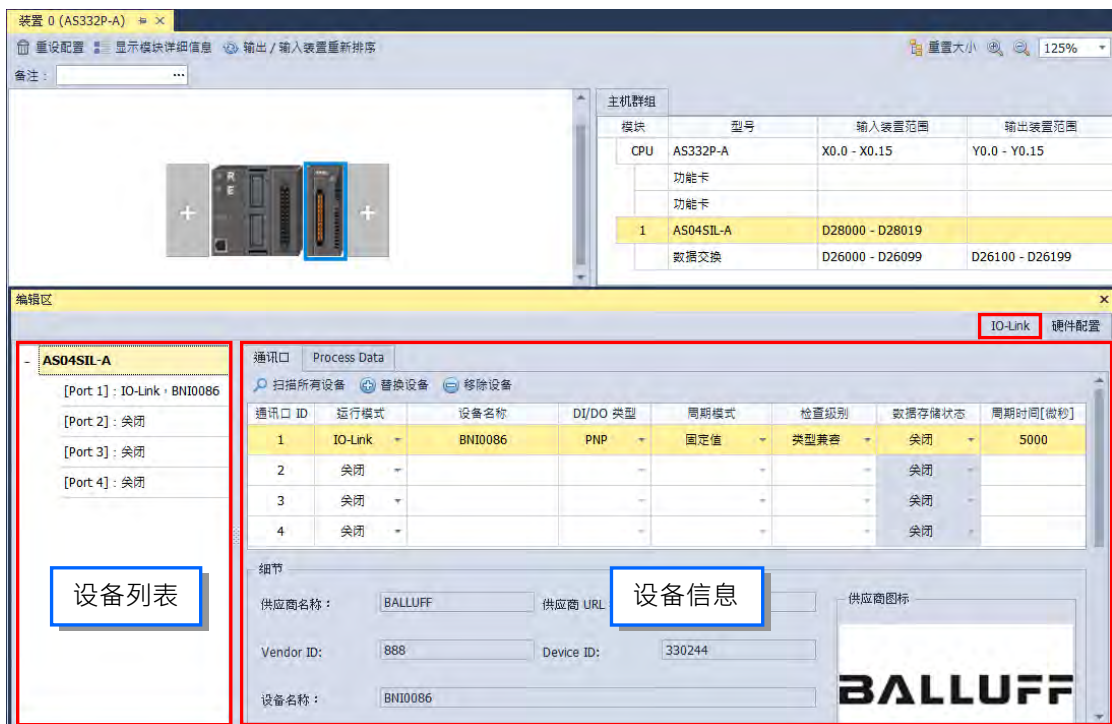 装置 0 (AS332P-A)
重设配置 显示模块详细信息 输出 / 输入装置重新排序 重置大小 125%
备注： ...
主机群组
模块 型号 输入装置范围 输出装置范围
CPU AS332P-A X0.0 - X0.15 Y0.0 - Y0.15
功能卡
功能卡
1 AS04SIL-A D28000 - D28019
数据交换 D26000 - D26099 D26100 - D26199
编辑区
IO-Link 硬件配置
- AS04SIL-A
[Port 1] : IO-Link，BNI0086
[Port 2] : 关闭
[Port 3] : 关闭
[Port 4] : 关闭
设备列表
通讯口 Process Data
扫描所有设备 替换设备 移除设备
通讯口 ID 运行模式 设备名称 DI/DO 类型 周期模式 检查级别 数据存储状态 周期时间[微秒]
1 IO-Link BNI0086 PNP 固定值 类型兼容 关闭 5000
2 关闭 关闭
3 关闭 关闭
4 关闭 关闭
细节
供应商名称： BALLUFF 供应商 URL 设备信息 供应商图标
Vendor ID: 888 Device ID: 330244
设备名称： BNI0086
BALLUFF